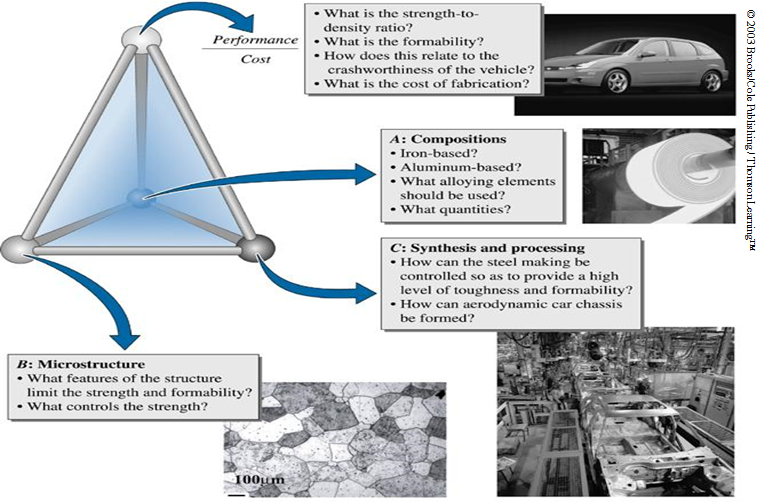 • What is the strength-to-
density ratio?
• What is the formability?
• How does this relate to the
crashworthiness of the vehicle?
• What is the cost of fabrication?
Performance
Cost
A: Compositions
• Iron-based?
• Aluminum-based?
• What alloying elements
should be used?
• What quantities?
C: Synthesis and processing
• How can the steel making be
controlled so as to provide a high
level of toughness and formability?
• How can aerodynamic car chassis
be formed?
B: Microstructure
• What features of the structure
limit the strength and formability?
• What controls the strength?
100μm
© 2003 Brooks/Cole Publishing / Thomson Learning™